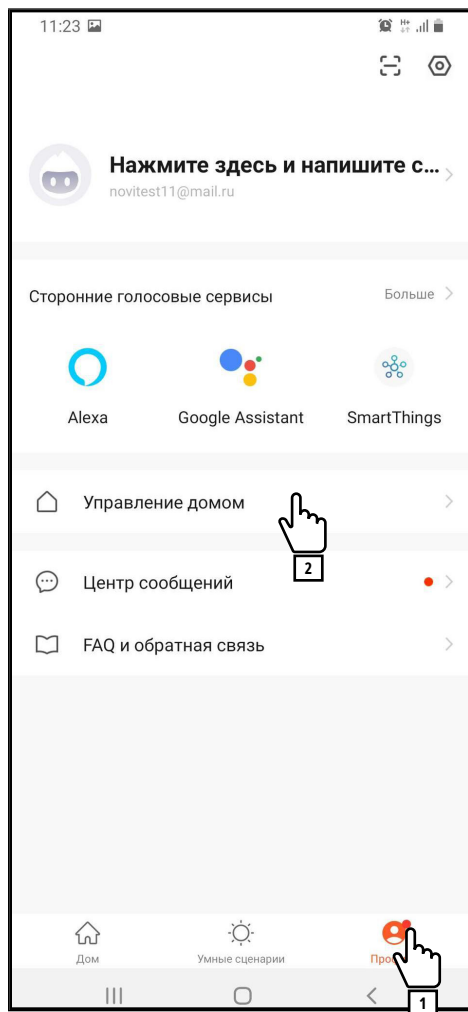 11:23
H+
Нажмите здесь и напишите с...
novitest11@mail.ru
Сторонние голосовые сервисы
Больше
Alexa
Google Assistant
SmartThings
Управление домом
2
Центр сообщений
FAQ и обратная связь
Дом
Умные сценарии
1